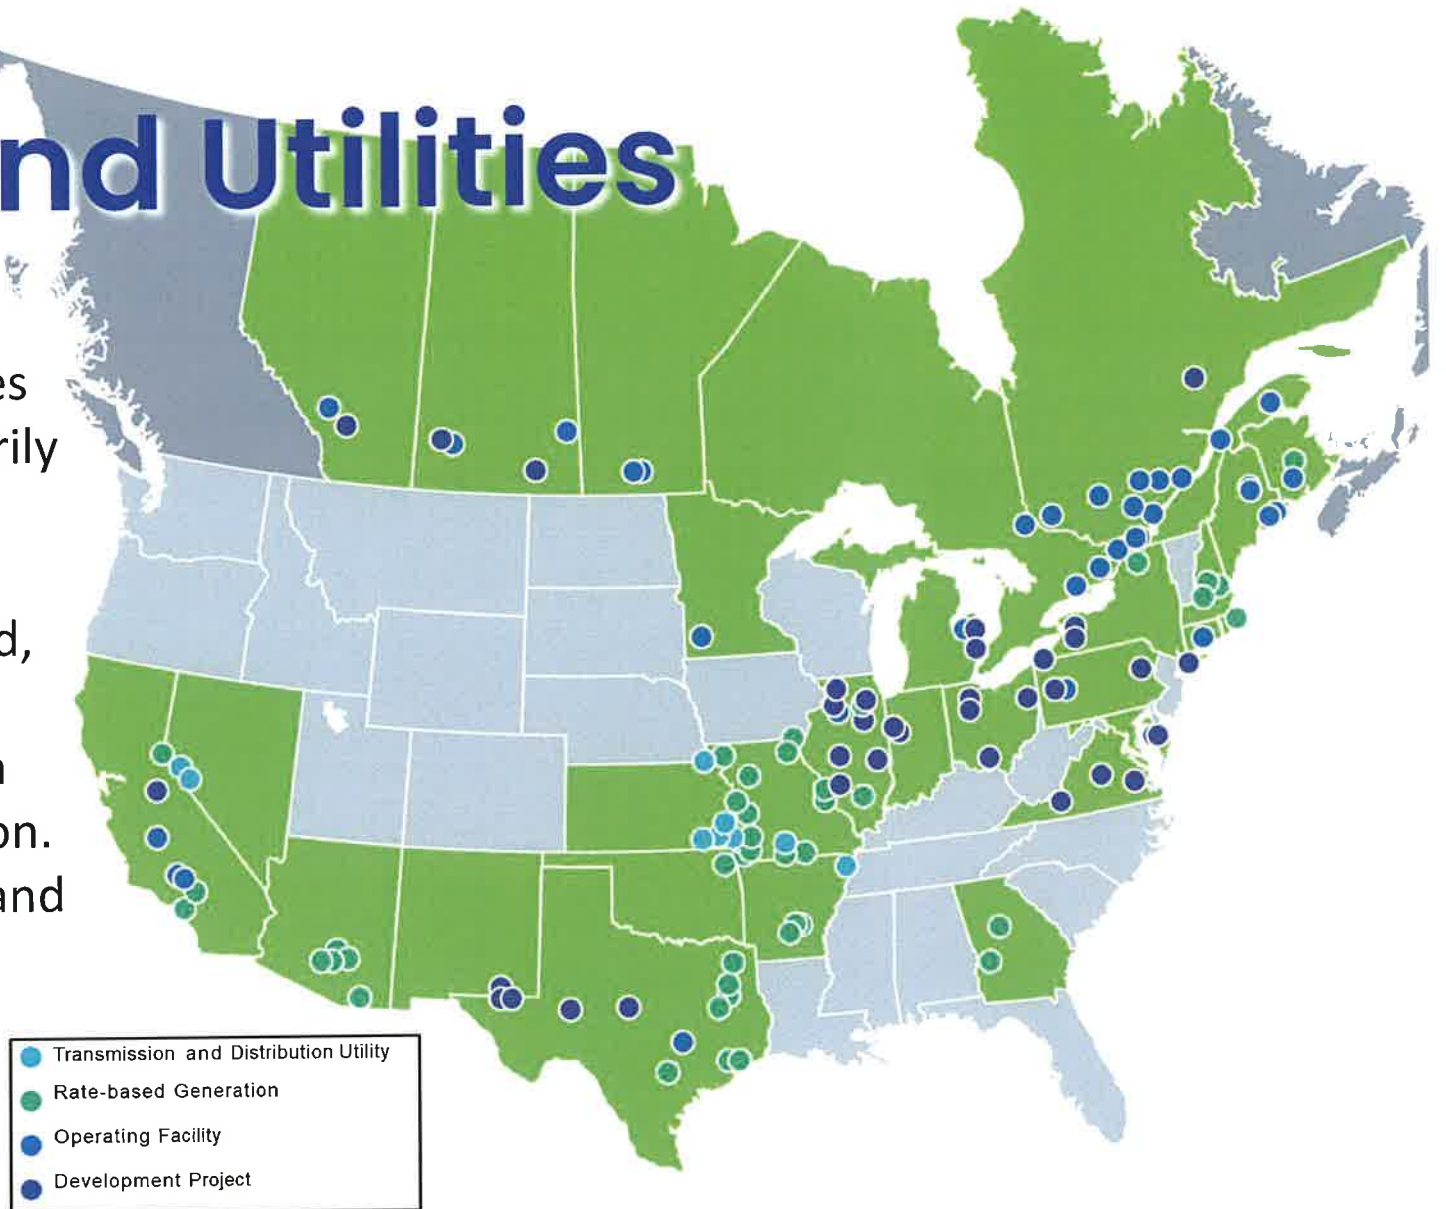 nd Utilities
es
rily
d,
n
on.
and
Transmission and Distribution Utility
Rate-based Generation
Operating Facility
Development Project